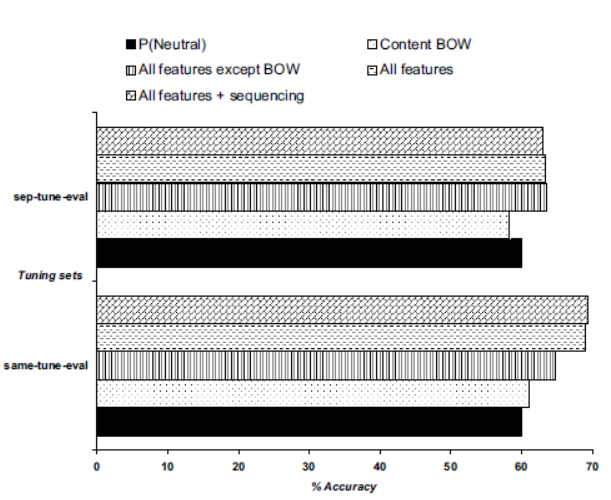 P(Neutral) Content BOW
All features except BOW All features
All features + sequencing
sep-tune-eval
Tuning sets
same-tune-eval
0 10 20 30 40 50 60 70
% Accuracy